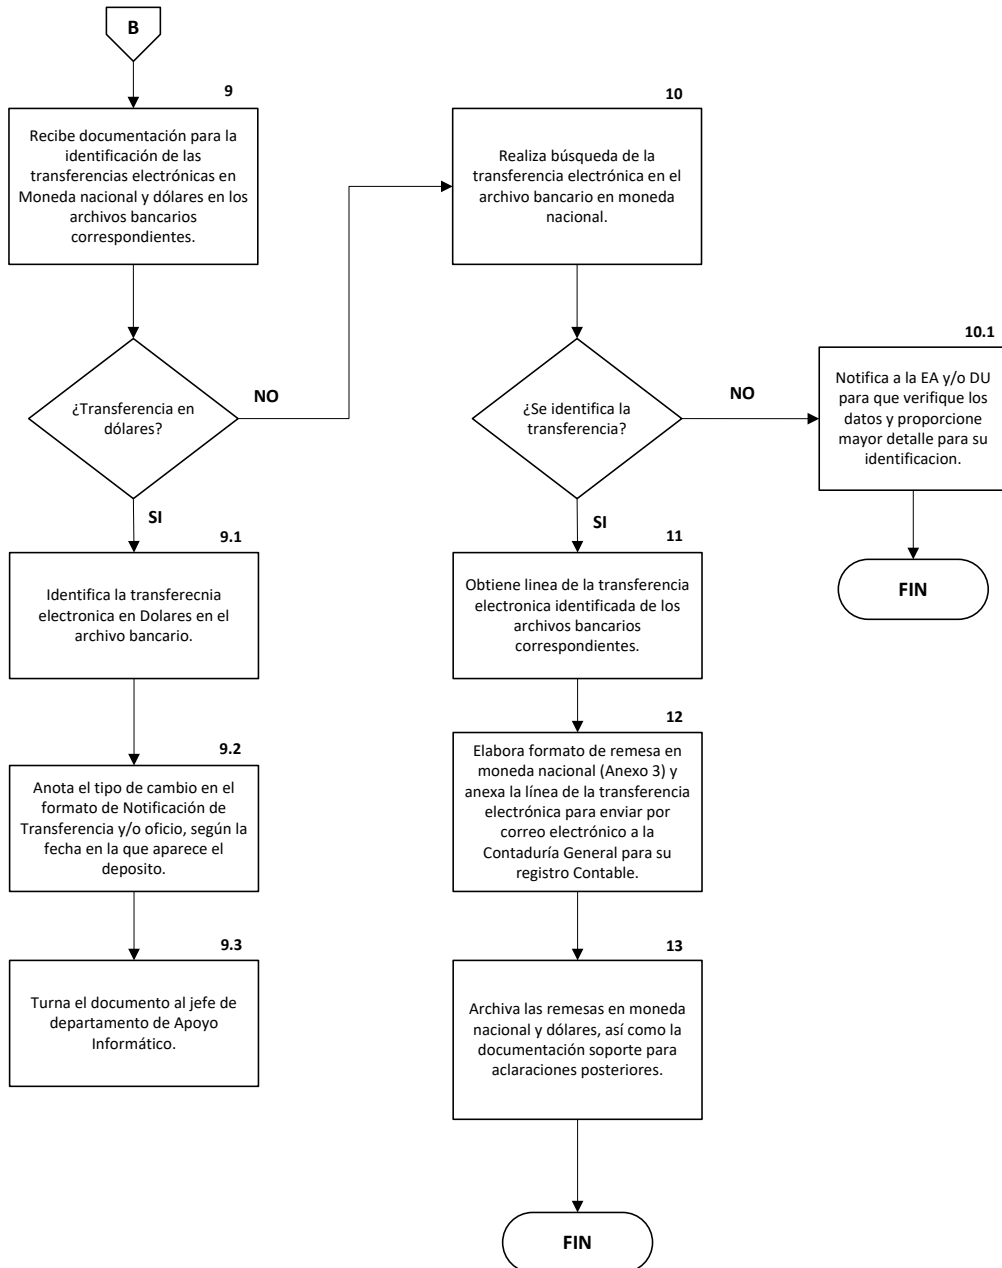 B
9
Recibe documentación para la
identificación de las
transferencias electrónicas en
Moneda nacional y dólares en los
archivos bancarios
correspondientes.
¿Transferencia en
dólares?
NO
SI
9.1
Identifica la transferecnia
electronica en Dolares en el
archivo bancario.
9.2
Anota el tipo de cambio en el
formato de Notificación de
Transferencia y/o oficio, según la
fecha en la que aparece el
deposito.
9.3
Turna el documento al jefe de
departamento de Apoyo
Informático.
10
Realiza búsqueda de la
transferencia electrónica en el
archivo bancario en moneda
nacional.
¿Se identifica la
transferencia?
NO
SI
10.1
Notifica a la EA y/o DU
para que verifique los
datos y proporcione
mayor detalle para su
identificacion.
FIN
11
Obtiene linea de la transferencia
electronica identificada de los
archivos bancarios
correspondientes.
12
Elabora formato de remesa en
moneda nacional (Anexo 3) y
anexa la línea de la transferencia
electrónica para enviar por
correo electrónico a la
Contaduría General para su
registro Contable.
13
Archiva las remesas en moneda
nacional y dólares, así como la
documentación soporte para
aclaraciones posteriores.
FIN